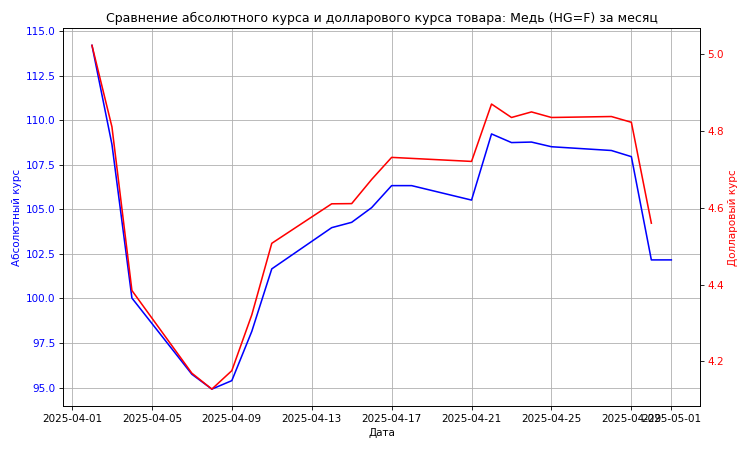 Сравнение абсолютного курса и долларового курса товара: Медь (HG=F) за месяц
115.0
112.5
110.0
107.5
105.0
102.5
100.0
97.5
95.0
Абсолютный курс
5.0
4.8
4.6
4.4
4.2
Долларовый курс
2025-04-01 2025-04-05 2025-04-09 2025-04-13 2025-04-17 2025-04-21 2025-04-25 2025-04-29 2025-05-01
Дата